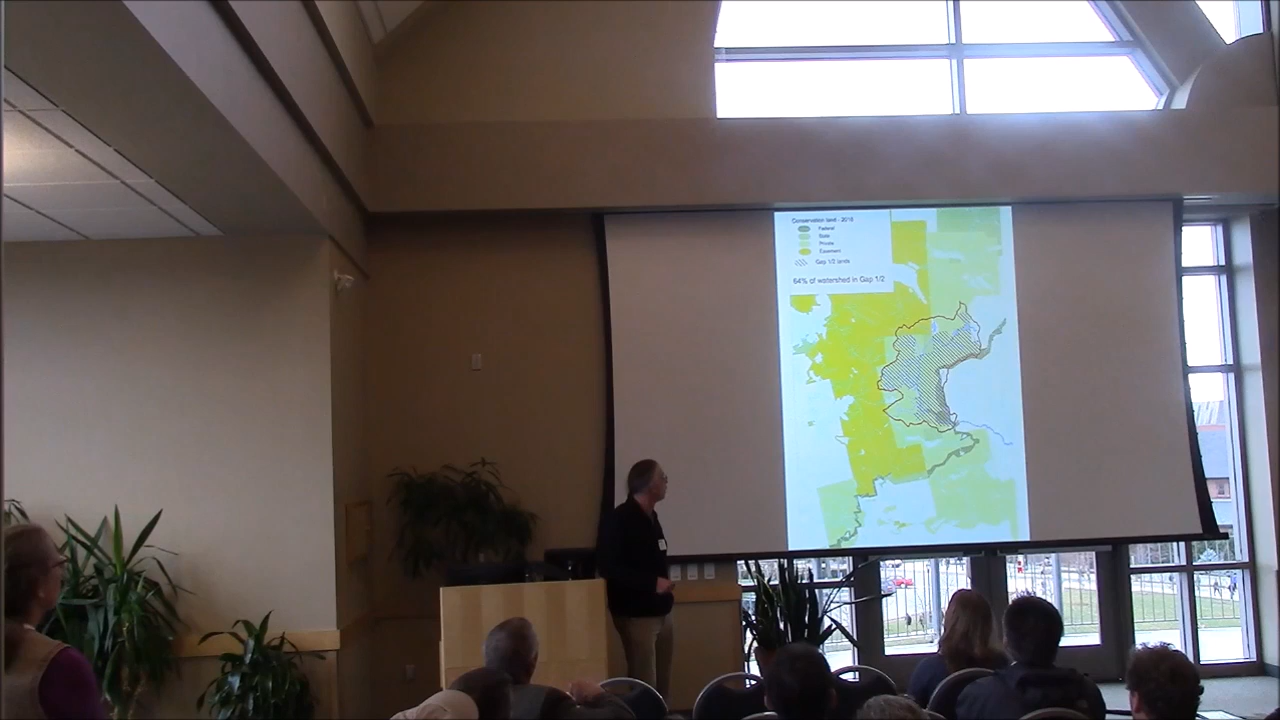 Conservation land - 2015
Federal
State
Private
Easement
Gap 1/2 lands
64% of watershed in Gap 1/2